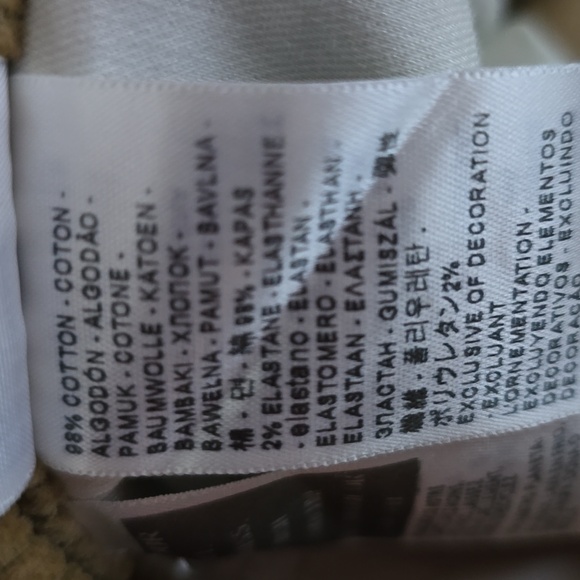 98% COTTON - COTON -
ALGODÓN - ALGODÃO -
PAMUK - COTONE -
BAUMWOLLE - KATOEN -
BAMBAKI - ХЛОПОК -
BAWEŁNA - PAMUT - BAVLNA -
棉 - 면 - 綿 98% - KAPAS
2% ELASTANE - ELASTHANNE
- elastano - ELASTAN -
ELASTOMERO - ELASTHAN -
ELASTAAN - ΕΛΑΣΤΑΝΗ -
ЭЛАСТАН - GUMISZÁL - 彈性
纖維 - 폴리우레탄 -
ポリウレタン2%
EXCLUSIVE OF DECORATION
- EXCLUANT
L'ORNEMENTATION -
EXCLUYENDO ELEMENTOS
DECORATIVOS - EXCLUINDO
DECORAÇÃO